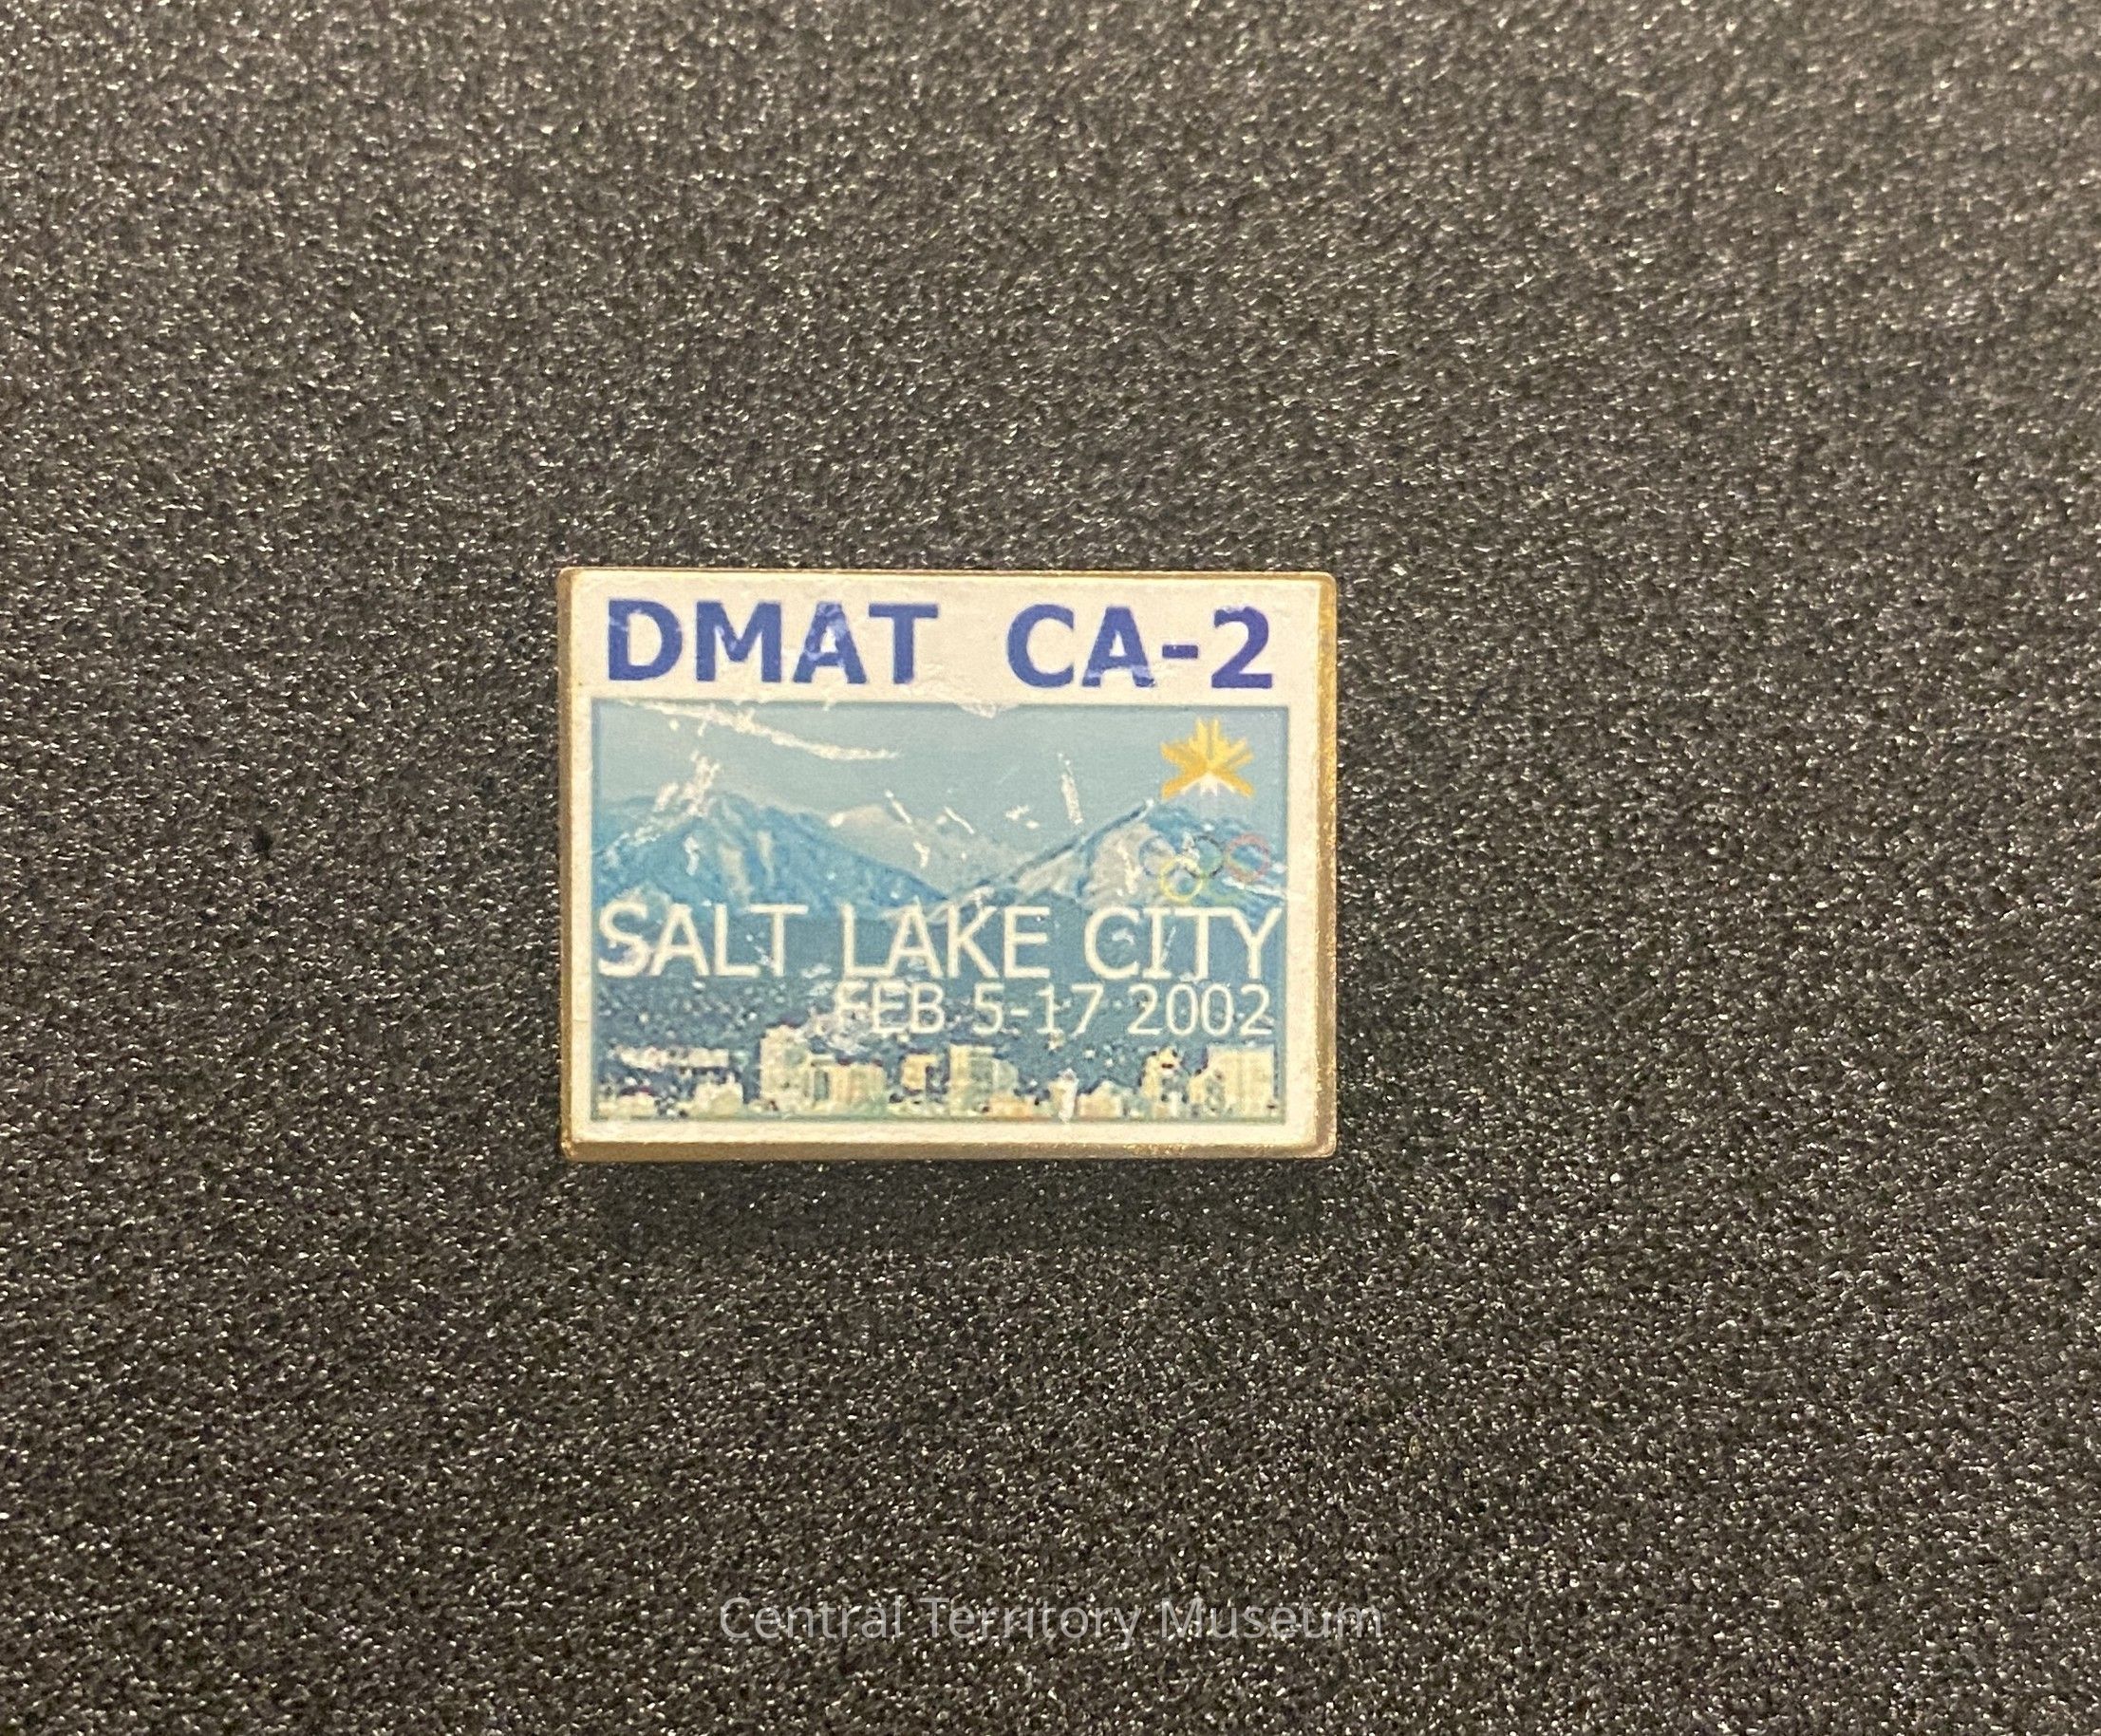 DMAT CA-2
SALT LAKE CITY
FEB 5-17 2002
Central Territory Museum